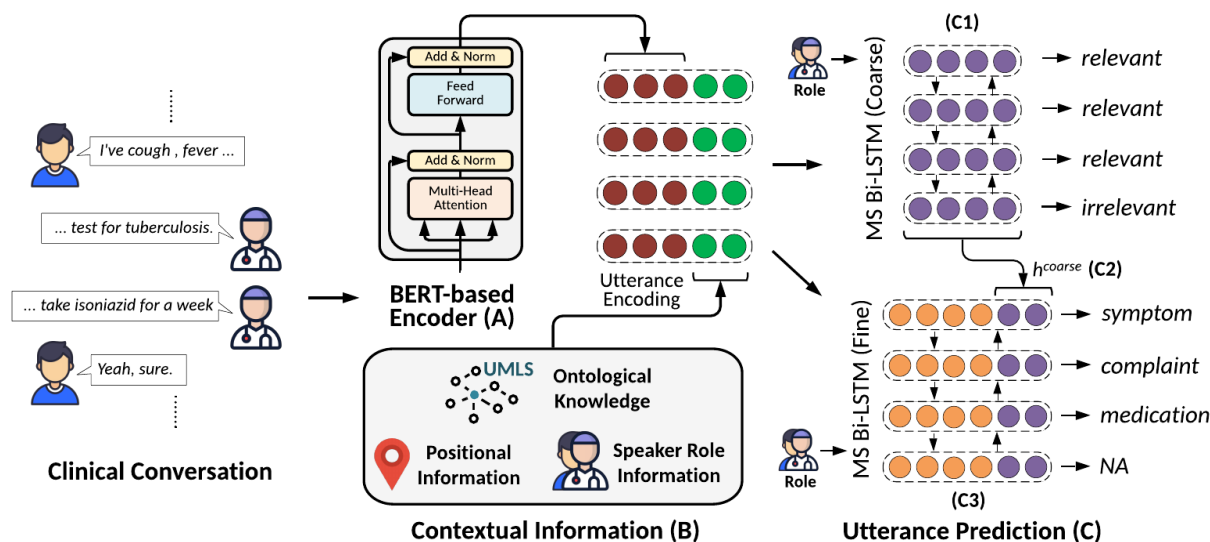 I've cough , fever ...
... test for tuberculosis.
... take isoniazid for a week
Yeah, sure.
Clinical Conversation
Add & Norm
Feed
Forward
Add & Norm
Multi-Head
Attention
BERT-based
Encoder (A)
Utterance
Encoding
UMLS
Ontological
Knowledge
Positional
Information
Speaker Role
Information
Contextual Information (B)
Role
MS Bi-LSTM (Coarse)
(C1)
relevant
relevant
relevant
irrelevant
h^coarse (C2)
Role
MS Bi-LSTM (Fine)
symptom
complaint
medication
NA
(C3)
Utterance Prediction (C)